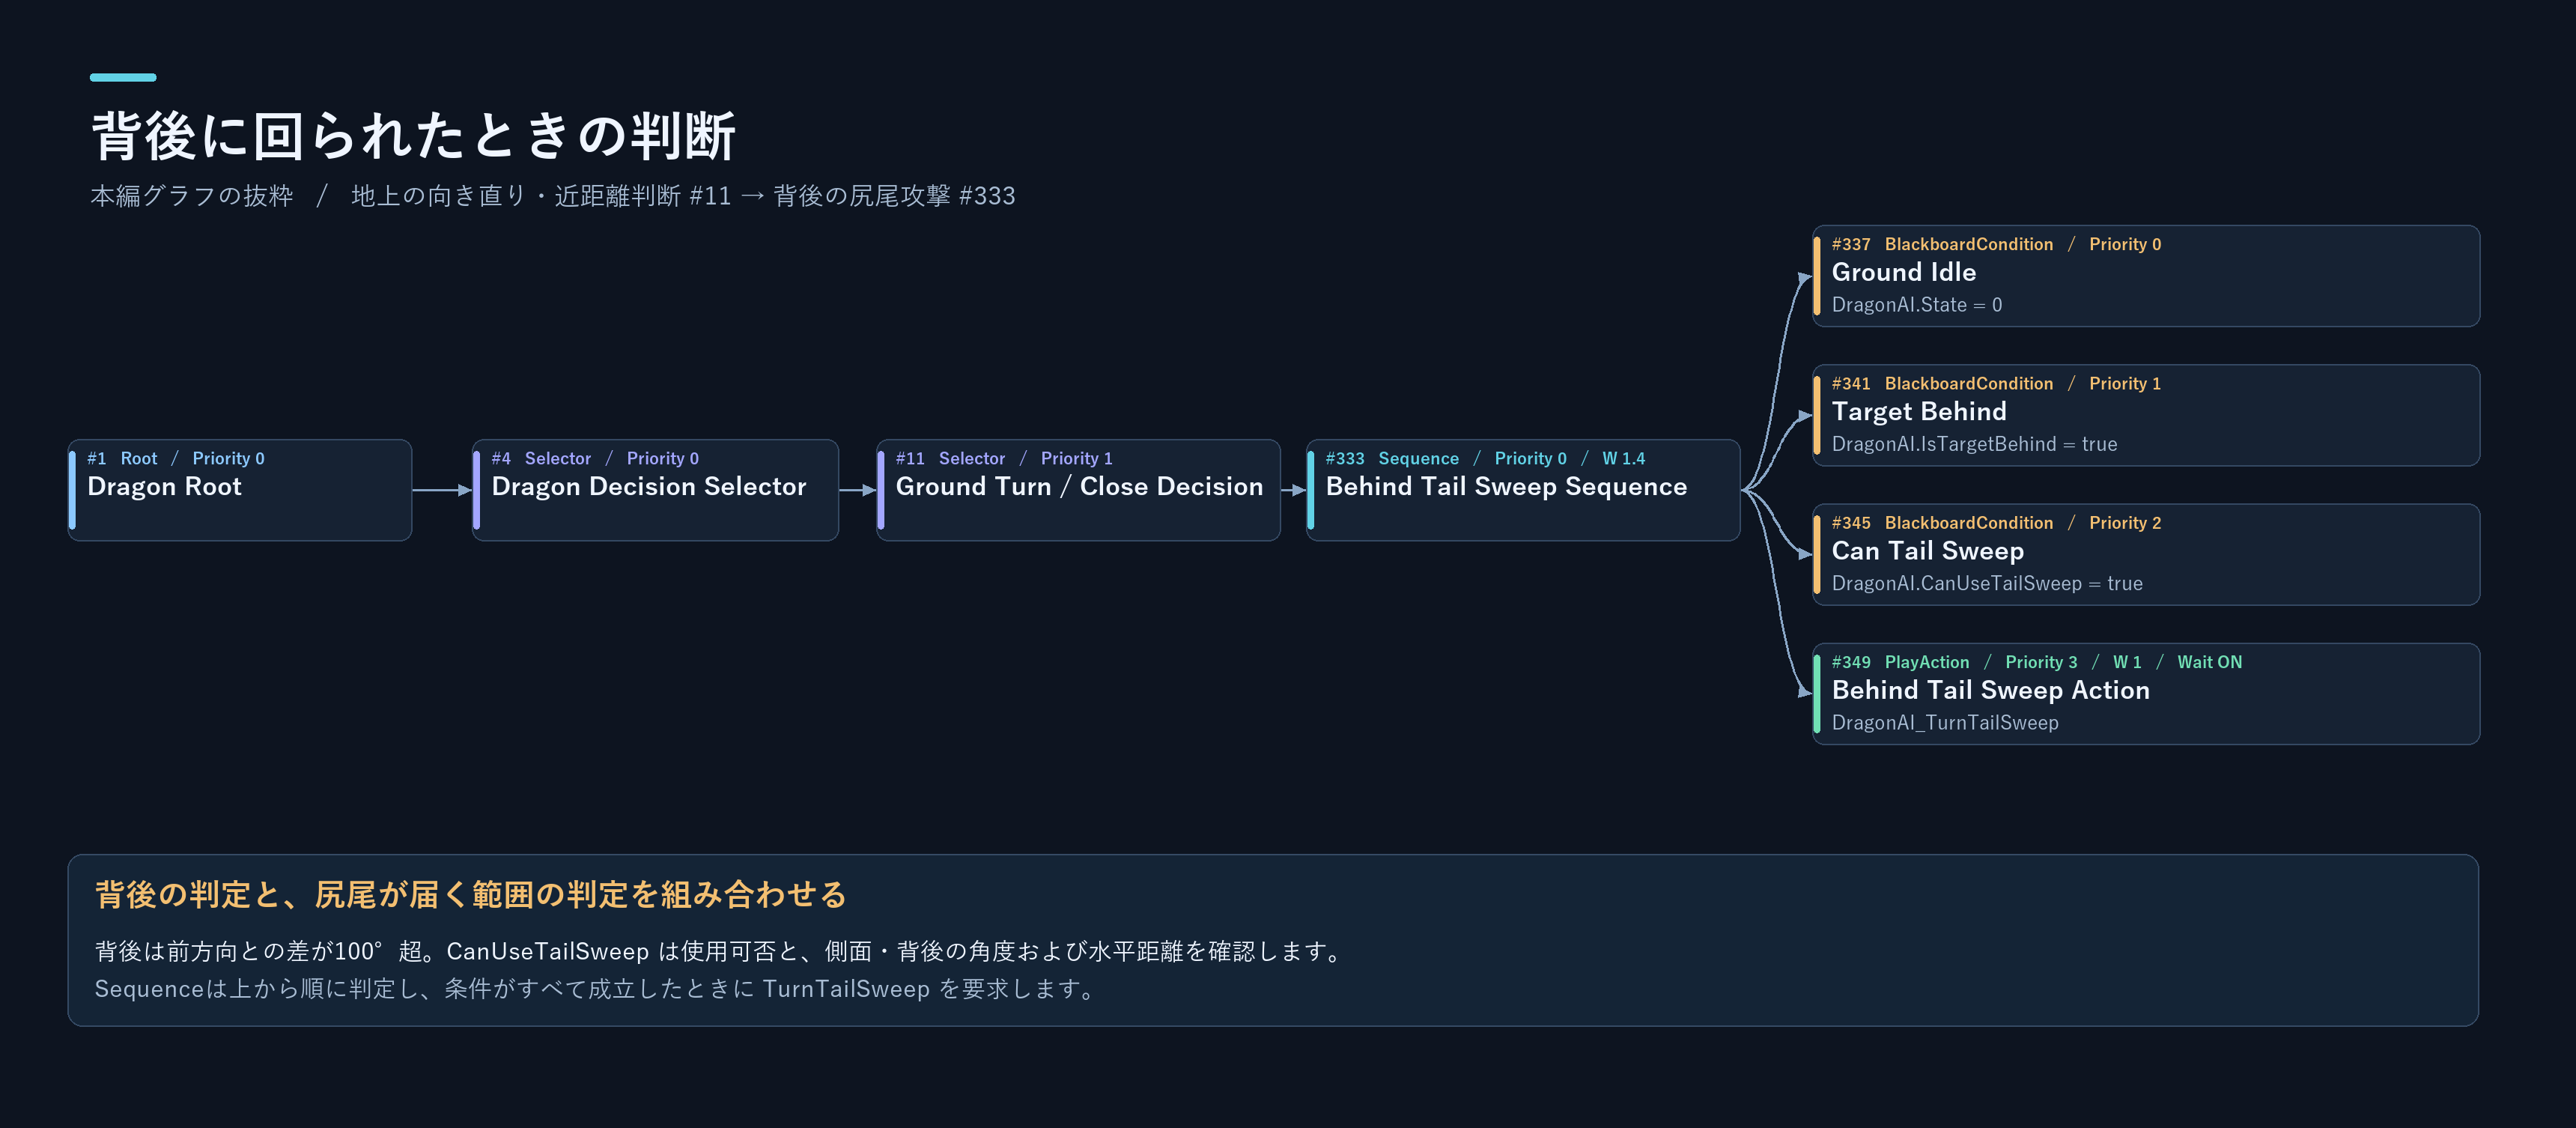 背後に回られたときの判断
本編グラフの抜粋 / 地上の向き直り・近距離判断 #11 → 背後の尻尾攻撃 #333
#1 Root / Priority 0
Dragon Root
#4 Selector / Priority 0
Dragon Decision Selector
#11 Selector / Priority 1
Ground Turn / Close Decision
#333 Sequence / Priority 0 / W 1.4
Behind Tail Sweep Sequence
#337 BlackboardCondition / Priority 0
Ground Idle
DragonAI.State = 0
#341 BlackboardCondition / Priority 1
Target Behind
DragonAI.IsTargetBehind = true
#345 BlackboardCondition / Priority 2
Can Tail Sweep
DragonAI.CanUseTailSweep = true
#349 PlayAction / Priority 3 / W 1 / Wait ON
Behind Tail Sweep Action
DragonAI_TurnTailSweep
背後の判定と、尻尾が届く範囲の判定を組み合わせる
背後は前方向との差が100°超。CanUseTailSweep は使用可否と、側面・背後の角度および水平距離を確認します。
Sequenceは上から順に判定し、条件がすべて成立したときに TurnTailSweep を要求します。